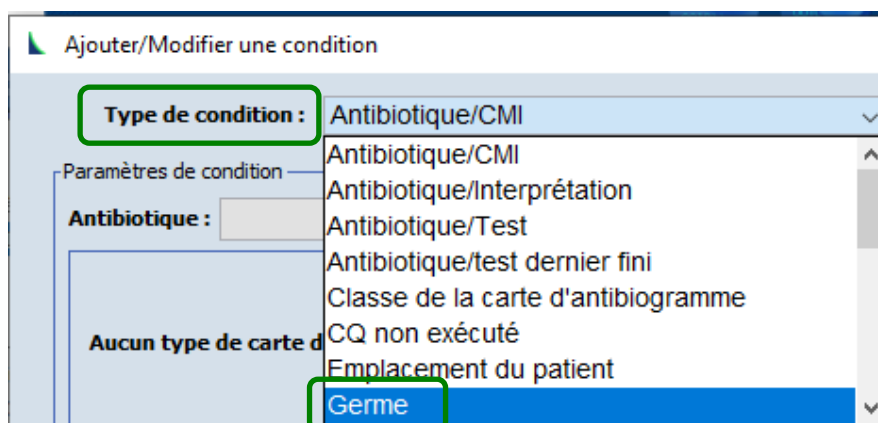 Ajouter/Modifier une condition
Type de condition : Antibiotique/CMI
Antibiotique/CMI
Paramètres de condition
Antibiotique/Interprétation
Antibiotique :
Antibiotique/Test
Antibiotique/test dernier fini
Classe de la carte d'antibiogramme
Aucun type de carte d
CQ non exécuté
Emplacement du patient
Germe